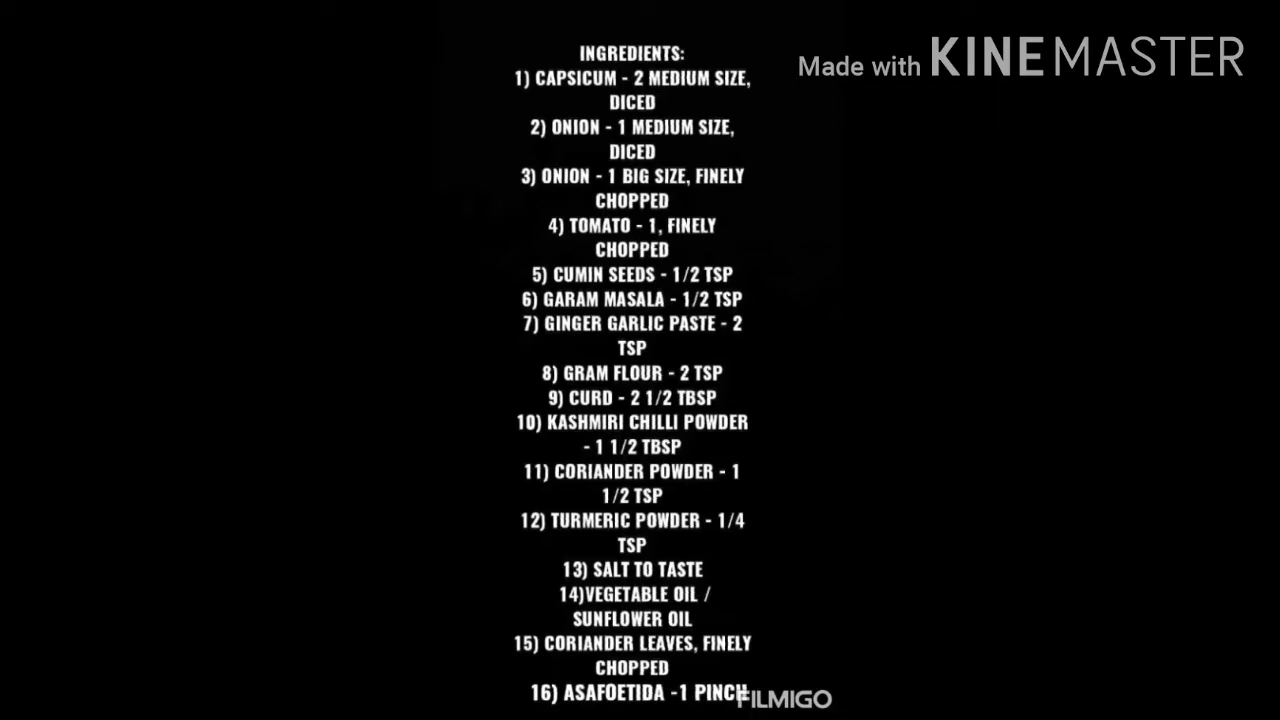 Made with KINEMASTER
INGREDIENTS:
1) CAPSICUM - 2 MEDIUM SIZE,
DICED
2) ONION - 1 MEDIUM SIZE,
DICED
3) ONION - 1 BIG SIZE, FINELY
CHOPPED
4) TOMATO - 1, FINELY
CHOPPED
5) CUMIN SEEDS - 1/2 TSP
6) GARAM MASALA - 1/2 TSP
7) GINGER GARLIC PASTE - 2
TSP
8) GRAM FLOUR - 2 TSP
9) CURD - 2 1/2 TBSP
10) KASHMIRI CHILLI POWDER
- 1 1/2 TBSP
11) CORIANDER POWDER - 1
1/2 TSP
12) TURMERIC POWDER - 1/4
TSP
13) SALT TO TASTE
14)VEGETABLE OIL /
SUNFLOWER OIL
15) CORIANDER LEAVES, FINELY
CHOPPED
16) ASAFOETIDA -1 PINCH
FILMIGO